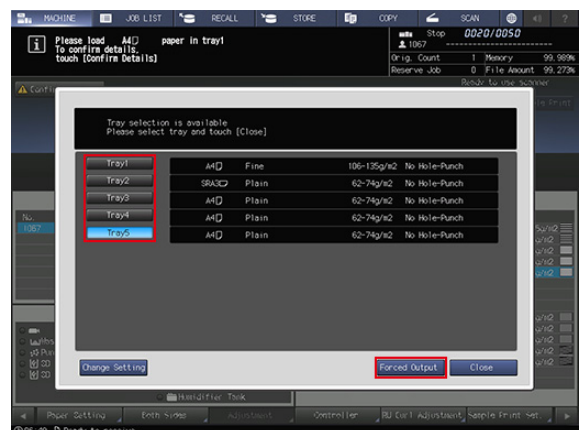 MACHINE JOB LIST RECALL STORE COPY SCAN ?
Please load A4 paper in tray1
To confirm details,
touch [Confirm Details]
Stop 0020/0050
1067
Orig. Count 1 Memory 99.989%
Reserve Job 0 File Amount 99.273%
Ready to use scanner
Tray selection is available
Please select tray and touch [Close]
Tray1 A4 Fine 106-135g/m2 No Hole-Punch
Tray2 SRA3 Plain 62-74g/m2 No Hole-Punch
Tray3 A4 Plain 62-74g/m2 No Hole-Punch
Tray4 A4 Plain 62-74g/m2 No Hole-Punch
Tray5 A4 Plain 62-74g/m2 No Hole-Punch
No.
1067
Change Setting Forced Output Close
Humidifier Tank
Paper Setting Both Sides Adjustment Controller RU Curl Adjustment Sample Print Set.